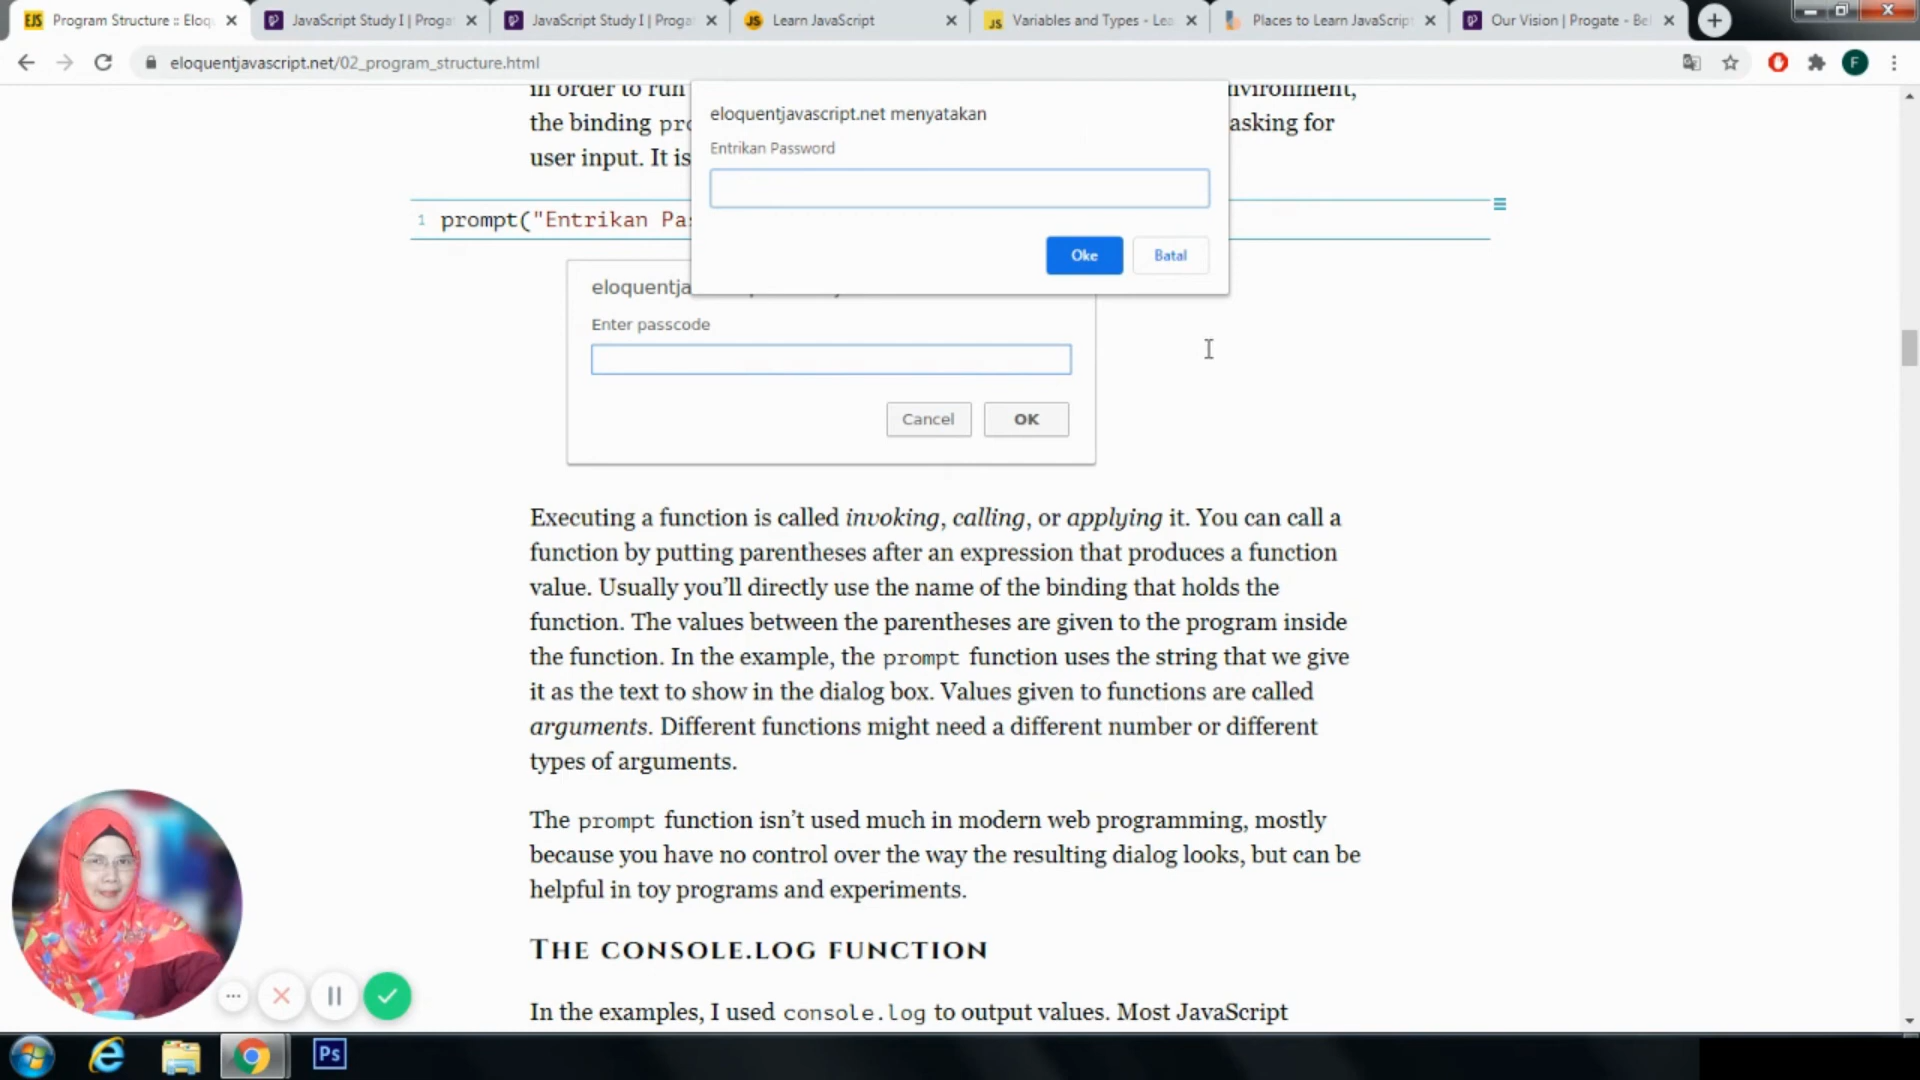 EJS Program Structure :: Eloq
JavaScript Study I | Progat
JavaScript Study I | Progat
JS Learn JavaScript
JS Variables and Types - Lea
Places to Learn JavaScript
Our Vision | Progate - Be
eloquentjavascript.net/02_program_structure.html
F
in order to run
the binding
asking for
user input. It is
eloquentjavascript.net menyatakan
Entrikan Password
Oke
Batal
1 prompt("Entrikan Pa
eloquentja
Enter passcode
Cancel
OK
Executing a function is called invoking, calling, or applying it. You can call a
function by putting parentheses after an expression that produces a function
value. Usually you’ll directly use the name of the binding that holds the
function. The values between the parentheses are given to the program inside
the function. In the example, the prompt function uses the string that we give
it as the text to show in the dialog box. Values given to functions are called
arguments. Different functions might need a different number or different
types of arguments.
The prompt function isn’t used much in modern web programming, mostly
because you have no control over the way the resulting dialog looks, but can be
helpful in toy programs and experiments.
THE CONSOLE.LOG FUNCTION
In the examples, I used console.log to output values. Most JavaScript
Ps